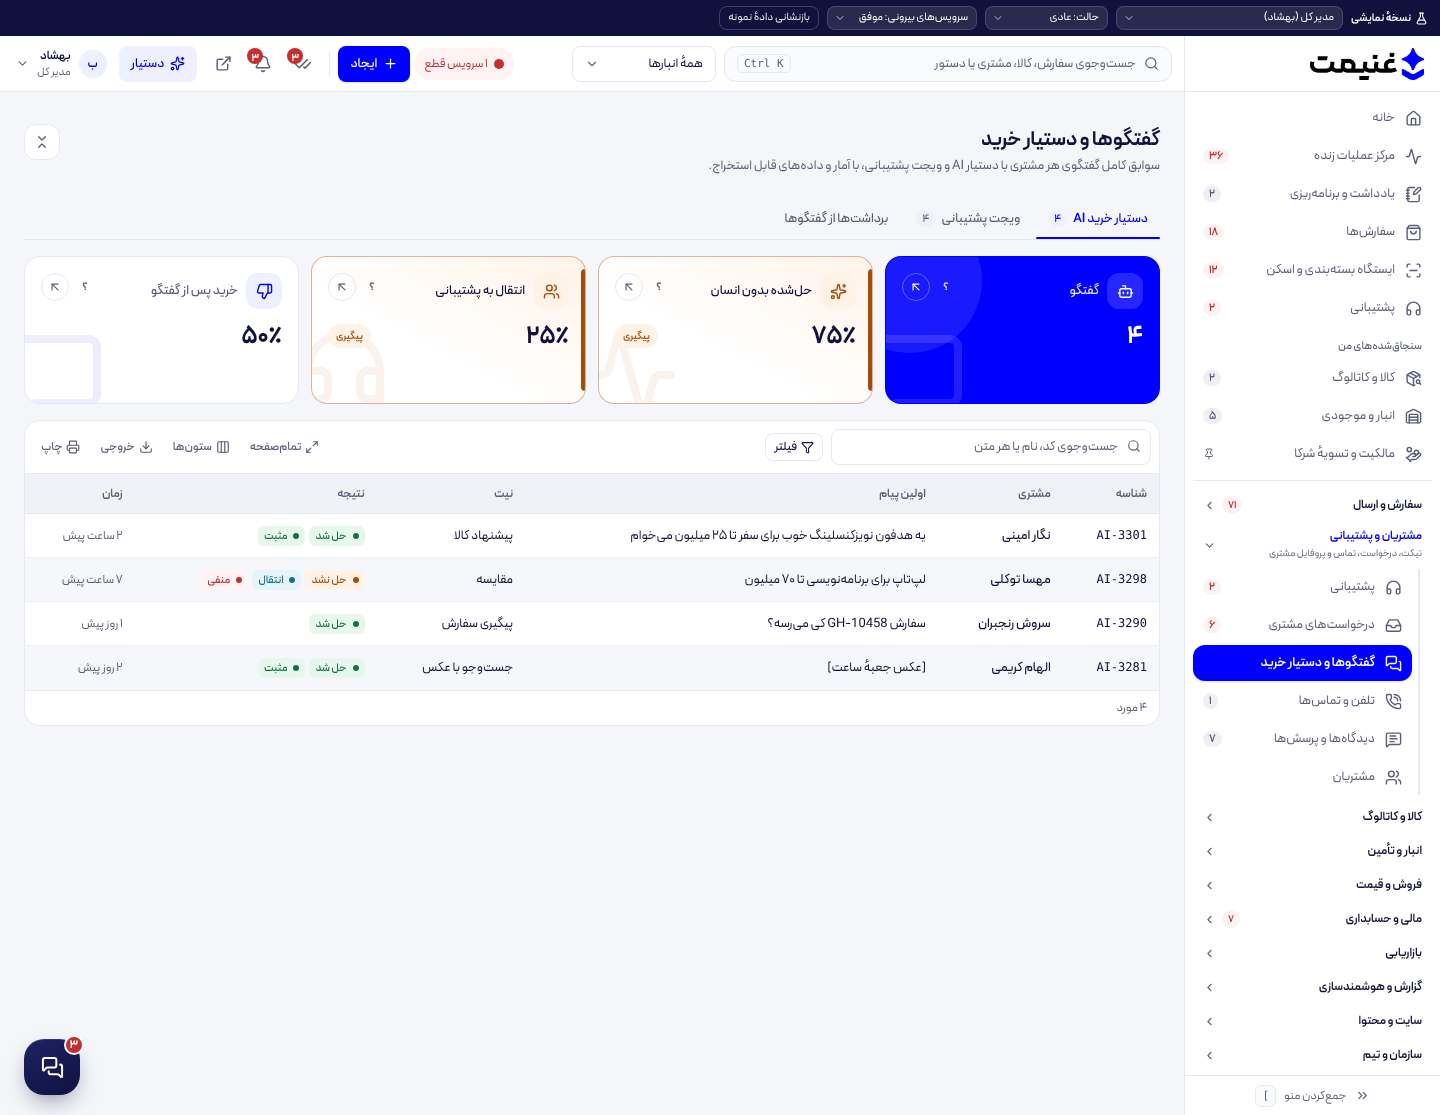 نسخهٔ نمایشی
مدیر کل (بهشاد)
حالت: عادی
سرویس‌های بیرونی: موفق
بازنشانی دادهٔ نمونه
غنیمت
جست‌وجوی سفارش، کالا، مشتری یا دستور
Ctrl K
همهٔ انبارها
۱ سرویس قطع
ایجاد
۳
۳
دستیار
ب
بهشاد
مدیر کل
خانه
مرکز عملیات زنده ۳۶
یادداشت و برنامه‌ریزی ۲
سفارش‌ها ۱۸
ایستگاه بسته‌بندی و اسکن ۱۲
پشتیبانی ۲
سنجاق‌شده‌های من
کالا و کاتالوگ ۲
انبار و موجودی ۵
مالکیت و تسویهٔ شرکا
سفارش و ارسال ۷۱
مشتریان و پشتیبانی
تیکت، درخواست، تماس و پروفایل مشتری
پشتیبانی ۲
درخواست‌های مشتری ۶
گفتگوها و دستیار خرید
تلفن و تماس‌ها ۱
دیدگاه‌ها و پرسش‌ها ۷
مشتریان
کالا و کاتالوگ
انبار و تأمین
فروش و قیمت
مالی و حسابداری ۷
بازاریابی
گزارش و هوشمندسازی
سایت و محتوا
سازمان و تیم
جمع‌کردن منو [
گفتگوها و دستیار خرید
سوابق کامل گفتگوی هر مشتری با دستیار AI و ویجت پشتیبانی، با آمار و داده‌های قابل استخراج.
دستیار خرید AI ۴
ویجت پشتیبانی ۴
برداشت‌ها از گفتگوها
گفتگو ؟
۴
حل‌شده بدون انسان ؟
۷۵٪ پیگیری
انتقال به پشتیبانی ؟
۲۵٪ پیگیری
خرید پس از گفتگو ؟
۵۰٪
جست‌وجوی کد، نام یا هر متن
فیلتر
تمام‌صفحه
ستون‌ها
خروجی
چاپ
شناسه مشتری اولین پیام نیت نتیجه زمان
AI-3301 نگار امینی یه هدفون نویزکنسلینگ خوب برای سفر تا ۲۵ میلیون می‌خوام پیشنهاد کالا حل شد مثبت ۲ ساعت پیش
AI-3298 مهسا توکلی لپ‌تاپ برای برنامه‌نویسی تا ۷۰ میلیون مقایسه حل نشد انتقال منفی ۷ ساعت پیش
AI-3290 سروش رنجبران سفارش GH-10458 کی می‌رسه؟ پیگیری سفارش حل شد ۱ روز پیش
AI-3281 الهام کریمی [عکس جعبهٔ ساعت] جست‌وجو با عکس حل شد مثبت ۲ روز پیش
۴ مورد
۳